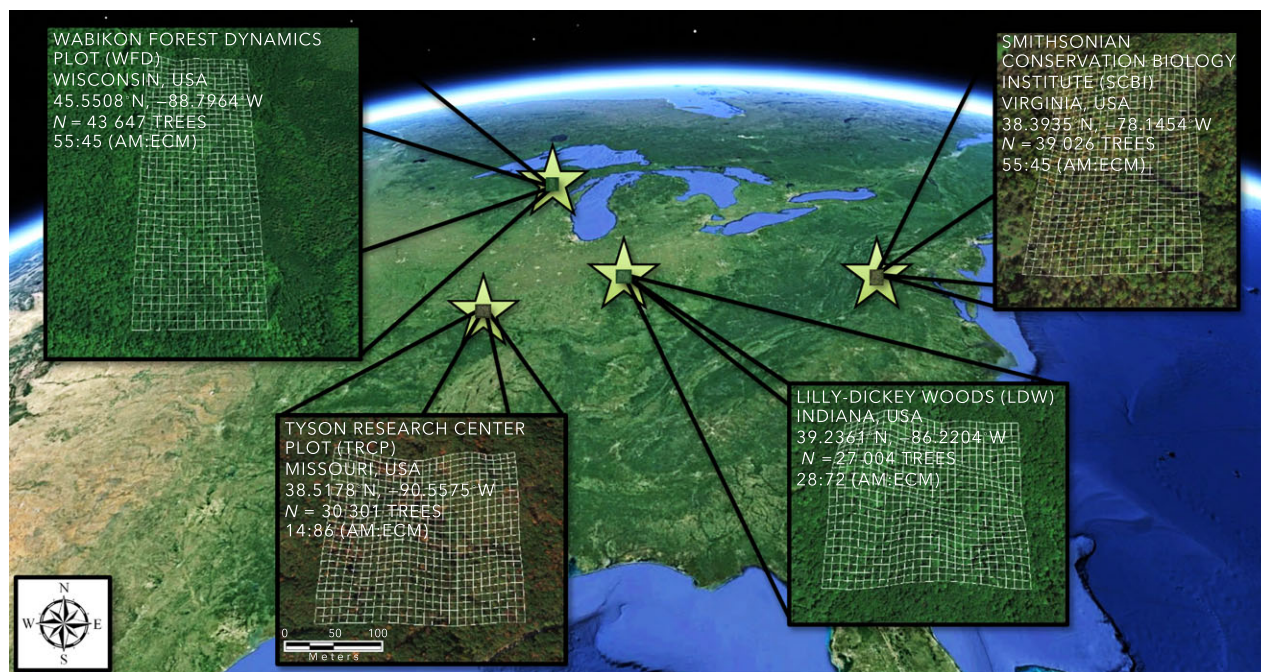 WABIKON FOREST DYNAMICS
PLOT (WFD)
WISCONSIN, USA
45.5508 N, −88.7964 W
N = 43 647 TREES
55:45 (AM:ECM)
SMITHSONIAN
CONSERVATION BIOLOGY
INSTITUTE (SCBI)
VIRGINIA, USA
38.3935 N, −78.1454 W
N = 39 026 TREES
55:45 (AM:ECM)
TYSON RESEARCH CENTER
PLOT (TRCP)
MISSOURI, USA
38.5178 N, −90.5575 W
N = 30 301 TREES
14:86 (AM:ECM)
0 50 100
Meters
LILLY-DICKEY WOODS (LDW)
INDIANA, USA
39.2361 N, −86.2204 W
N = 27 004 TREES
28:72 (AM:ECM)
N
W E
S